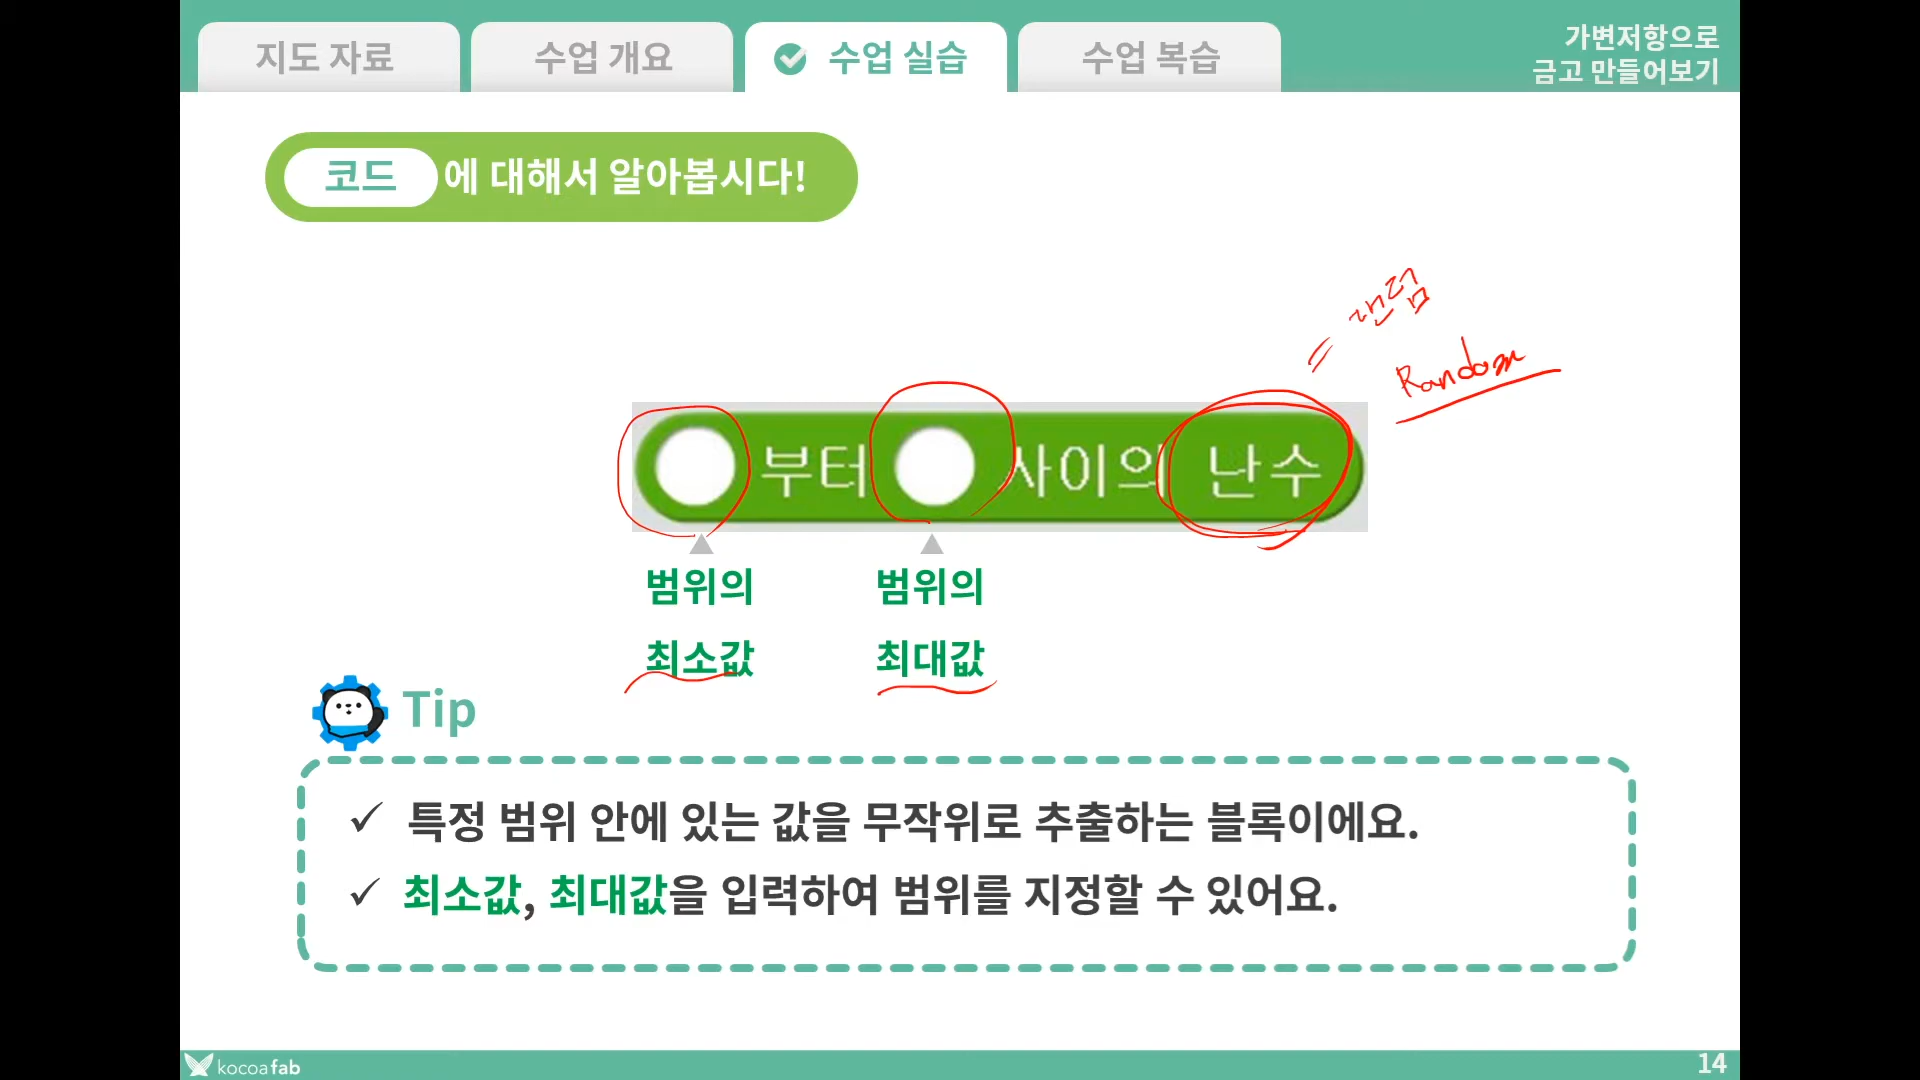 지도 자료
수업 개요
수업 실습
수업 복습
가변저항으로
금고 만들어보기
코드에 대해서 알아봅시다!
= 랜덤
Random
부터 사이의 난수
범위의
최소값
범위의
최대값
Tip
✓ 특정 범위 안에 있는 값을 무작위로 추출하는 블록이에요.
✓ 최소값, 최대값을 입력하여 범위를 지정할 수 있어요.
kocoafab
14